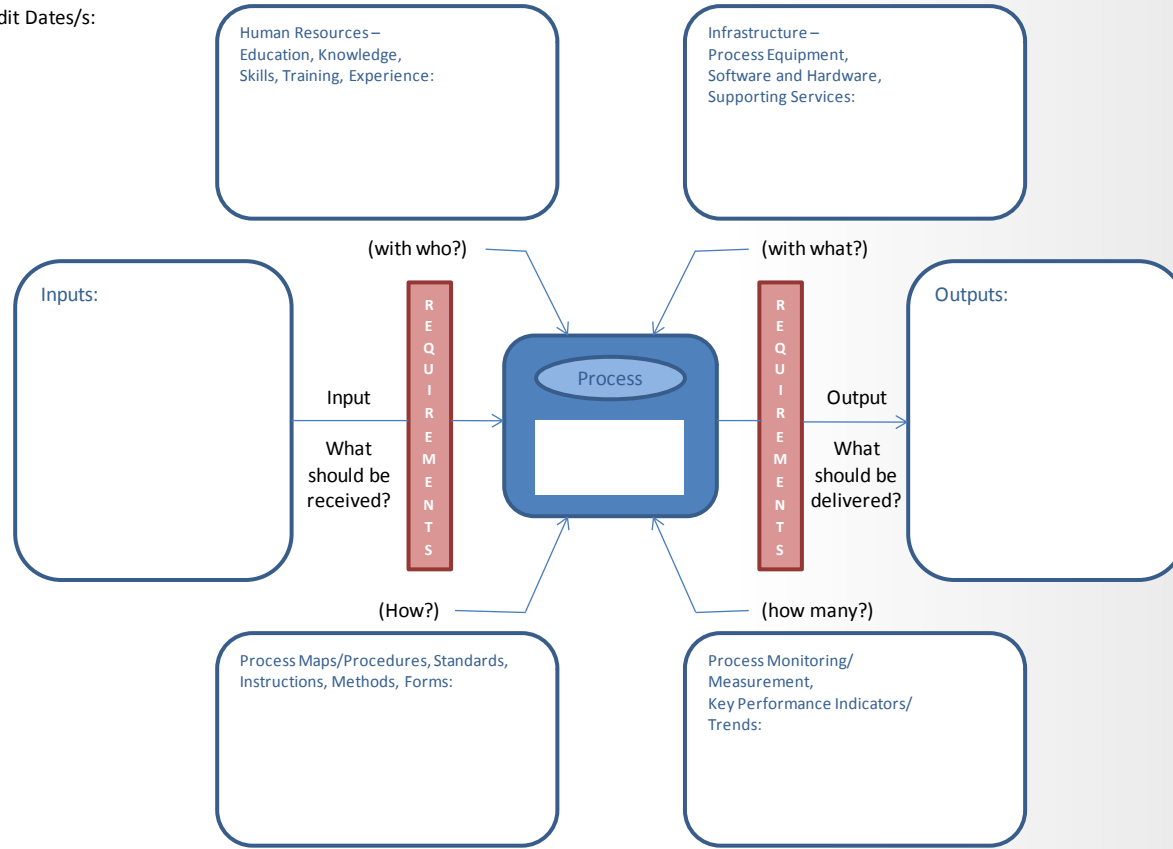 dit Dates/s:
Human Resources –
Education, Knowledge,
Skills, Training, Experience:
Infrastructure –
Process Equipment,
Software and Hardware,
Supporting Services:
(with who?)
(with what?)
Inputs:
REQUIREMENTS
Process
REQUIREMENTS
Outputs:
Input
What
should be
received?
Output
What
should be
delivered?
(How?)
(how many?)
Process Maps/Procedures, Standards,
Instructions, Methods, Forms:
Process Monitoring/
Measurement,
Key Performance Indicators/
Trends: